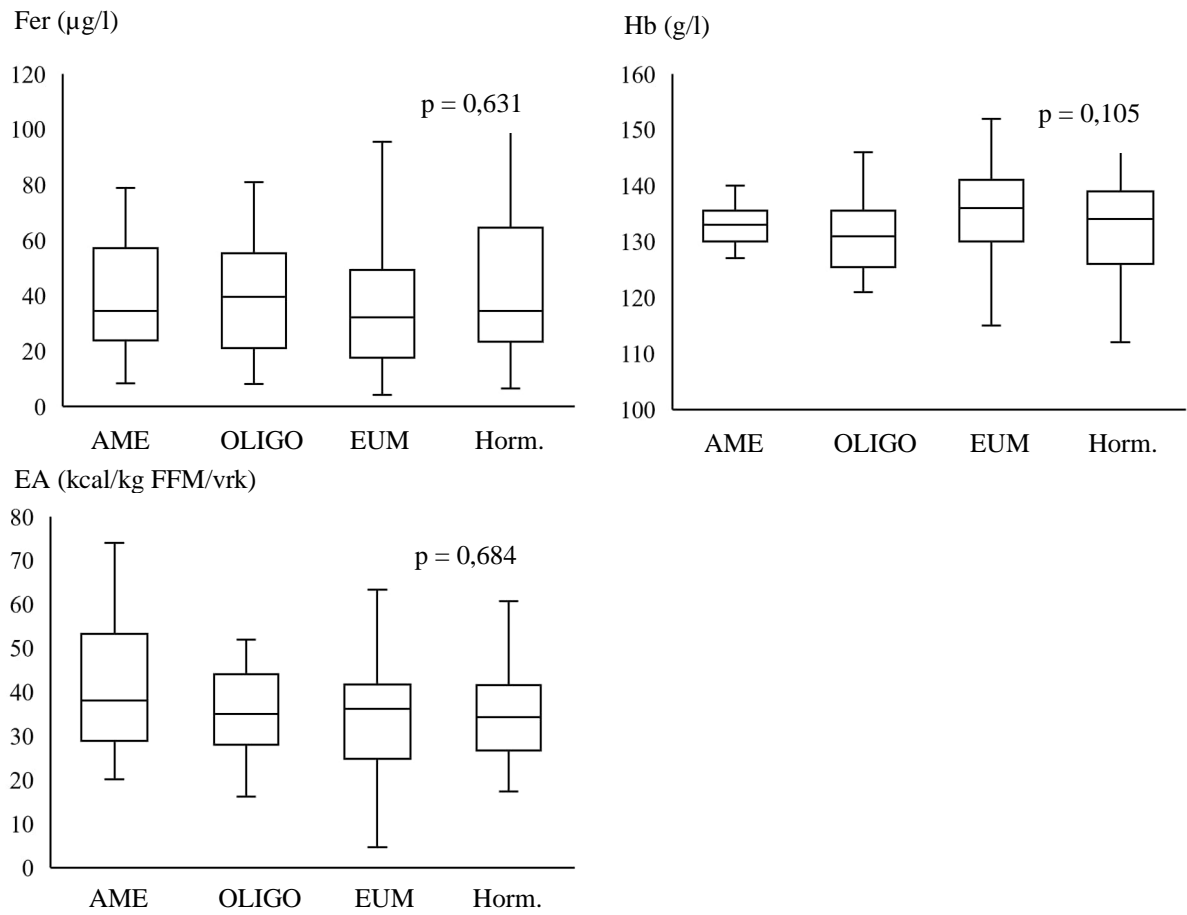 Fer (µg/l)
120
100
80
60
40
20
0
p = 0,631
AME OLIGO EUM Horm.
Hb (g/l)
160
150
140
130
120
110
100
p = 0,105
AME OLIGO EUM Horm.
EA (kcal/kg FFM/vrk)
80
70
60
50
40
30
20
10
0
p = 0,684
AME OLIGO EUM Horm.